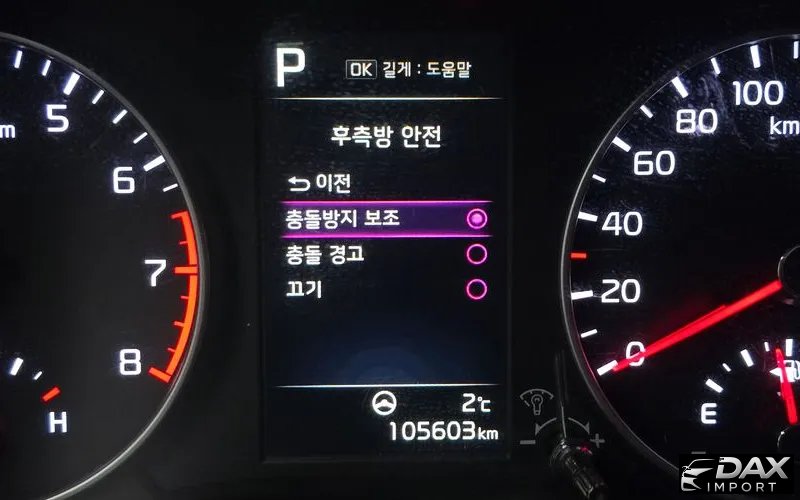 P
OK 길게 : 도움말
후측방 안전
이전
충돌방지 보조
충돌 경고
끄기
2℃
105603 km
5
6
7
8
H
100
80
km
60
40
20
0
E
- +
DAX
IMPORT